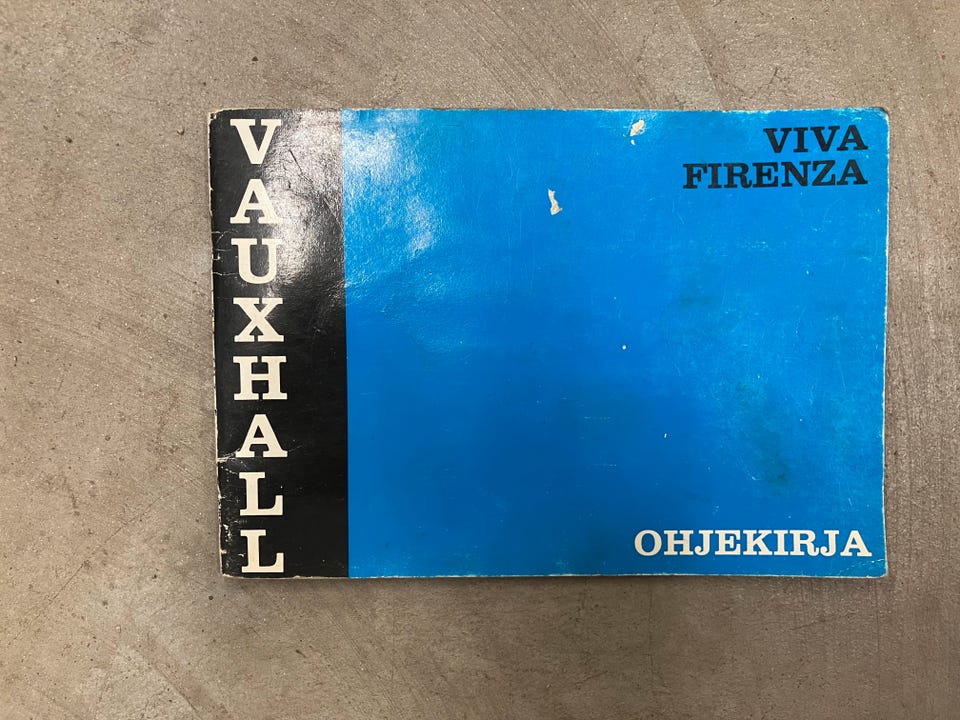 VAUXHALL
VIVA
FIRENZA
OHJEKIRJA